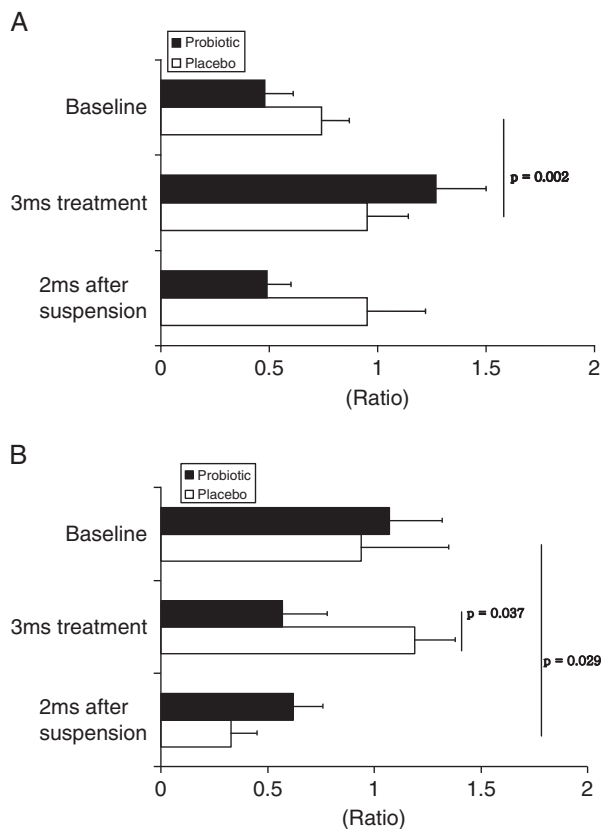 A
Probiotic
Placebo
Baseline
3ms treatment
2ms after
suspension
p = 0.002
0 0.5 1 1.5 2
(Ratio)
B
Probiotic
Placebo
Baseline
3ms treatment
2ms after
suspension
p = 0.037
p = 0.029
0 0.5 1 1.5 2
(Ratio)